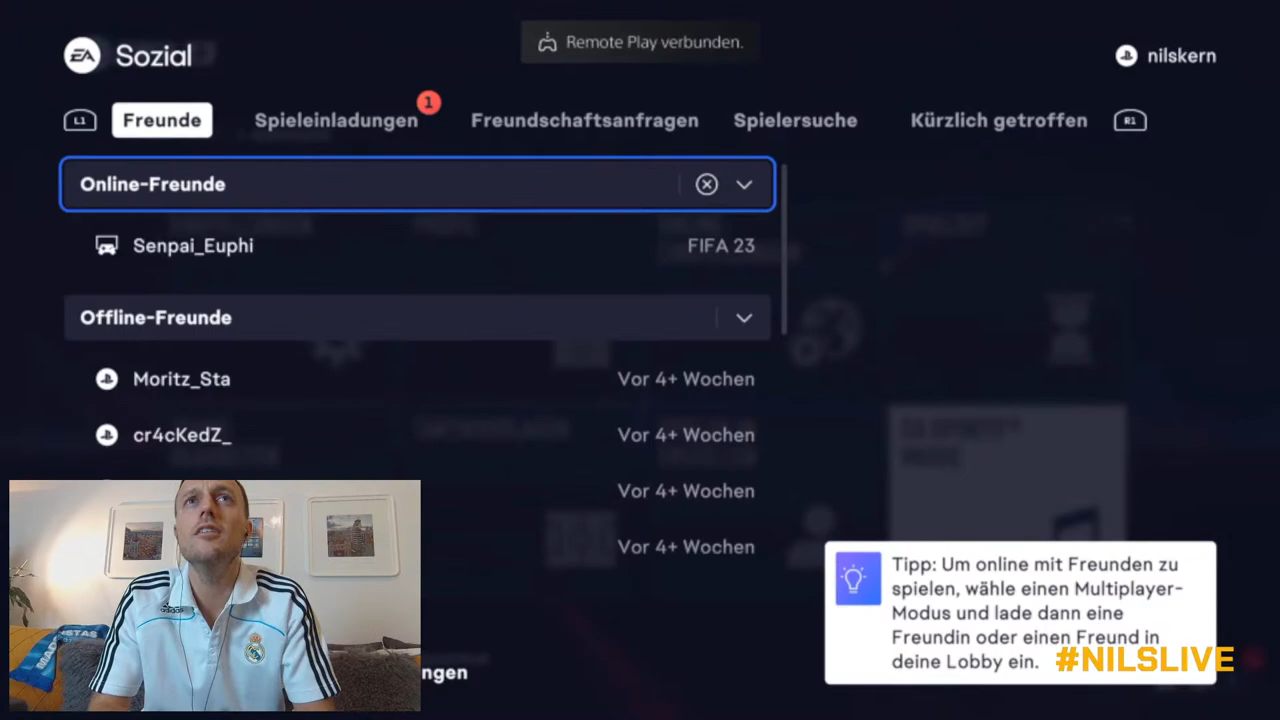 Remote Play verbunden.
EA Sozial
nilskern
L1 Freunde Spieleinladungen 1 Freundschaftsanfragen Spielersuche Kürzlich getroffen R1
Online-Freunde
Senpai_Euphi FIFA 23
Offline-Freunde
Moritz_Sta Vor 4+ Wochen
cr4cKedZ_ Vor 4+ Wochen
Vor 4+ Wochen
Vor 4+ Wochen
Tipp: Um online mit Freunden zu
spielen, wähle einen Multiplayer-
Modus und lade dann eine
Freundin oder einen Freund in
deine Lobby ein.
#NILSLIVE
ngen
adidas